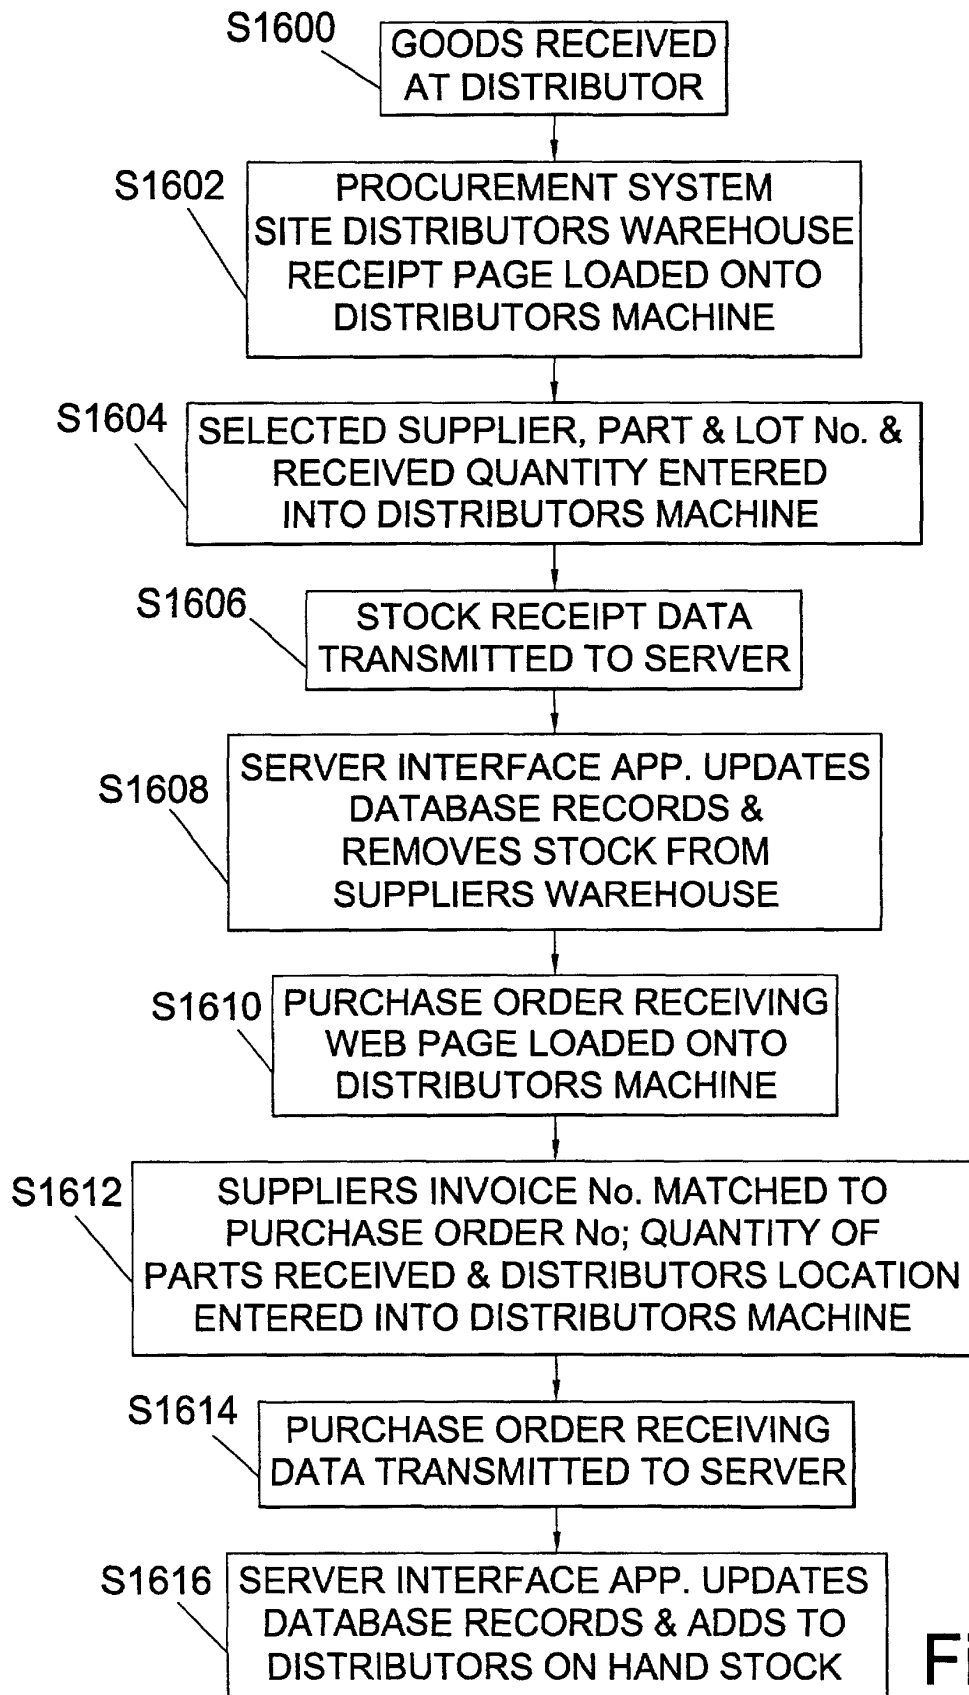 S1600
GOODS RECEIVED
AT DISTRIBUTOR
S1602
PROCUREMENT SYSTEM
SITE DISTRIBUTORS WAREHOUSE
RECEIPT PAGE LOADED ONTO
DISTRIBUTORS MACHINE
S1604
SELECTED SUPPLIER, PART & LOT No. &
RECEIVED QUANTITY ENTERED
INTO DISTRIBUTORS MACHINE
S1606
STOCK RECEIPT DATA
TRANSMITTED TO SERVER
S1608
SERVER INTERFACE APP. UPDATES
DATABASE RECORDS &
REMOVES STOCK FROM
SUPPLIERS WAREHOUSE
S1610
PURCHASE ORDER RECEIVING
WEB PAGE LOADED ONTO
DISTRIBUTORS MACHINE
S1612
SUPPLIERS INVOICE No. MATCHED TO
PURCHASE ORDER No; QUANTITY OF
PARTS RECEIVED & DISTRIBUTORS LOCATION
ENTERED INTO DISTRIBUTORS MACHINE
S1614
PURCHASE ORDER RECEIVING
DATA TRANSMITTED TO SERVER
S1616
SERVER INTERFACE APP. UPDATES
DATABASE RECORDS & ADDS TO
DISTRIBUTORS ON HAND STOCK